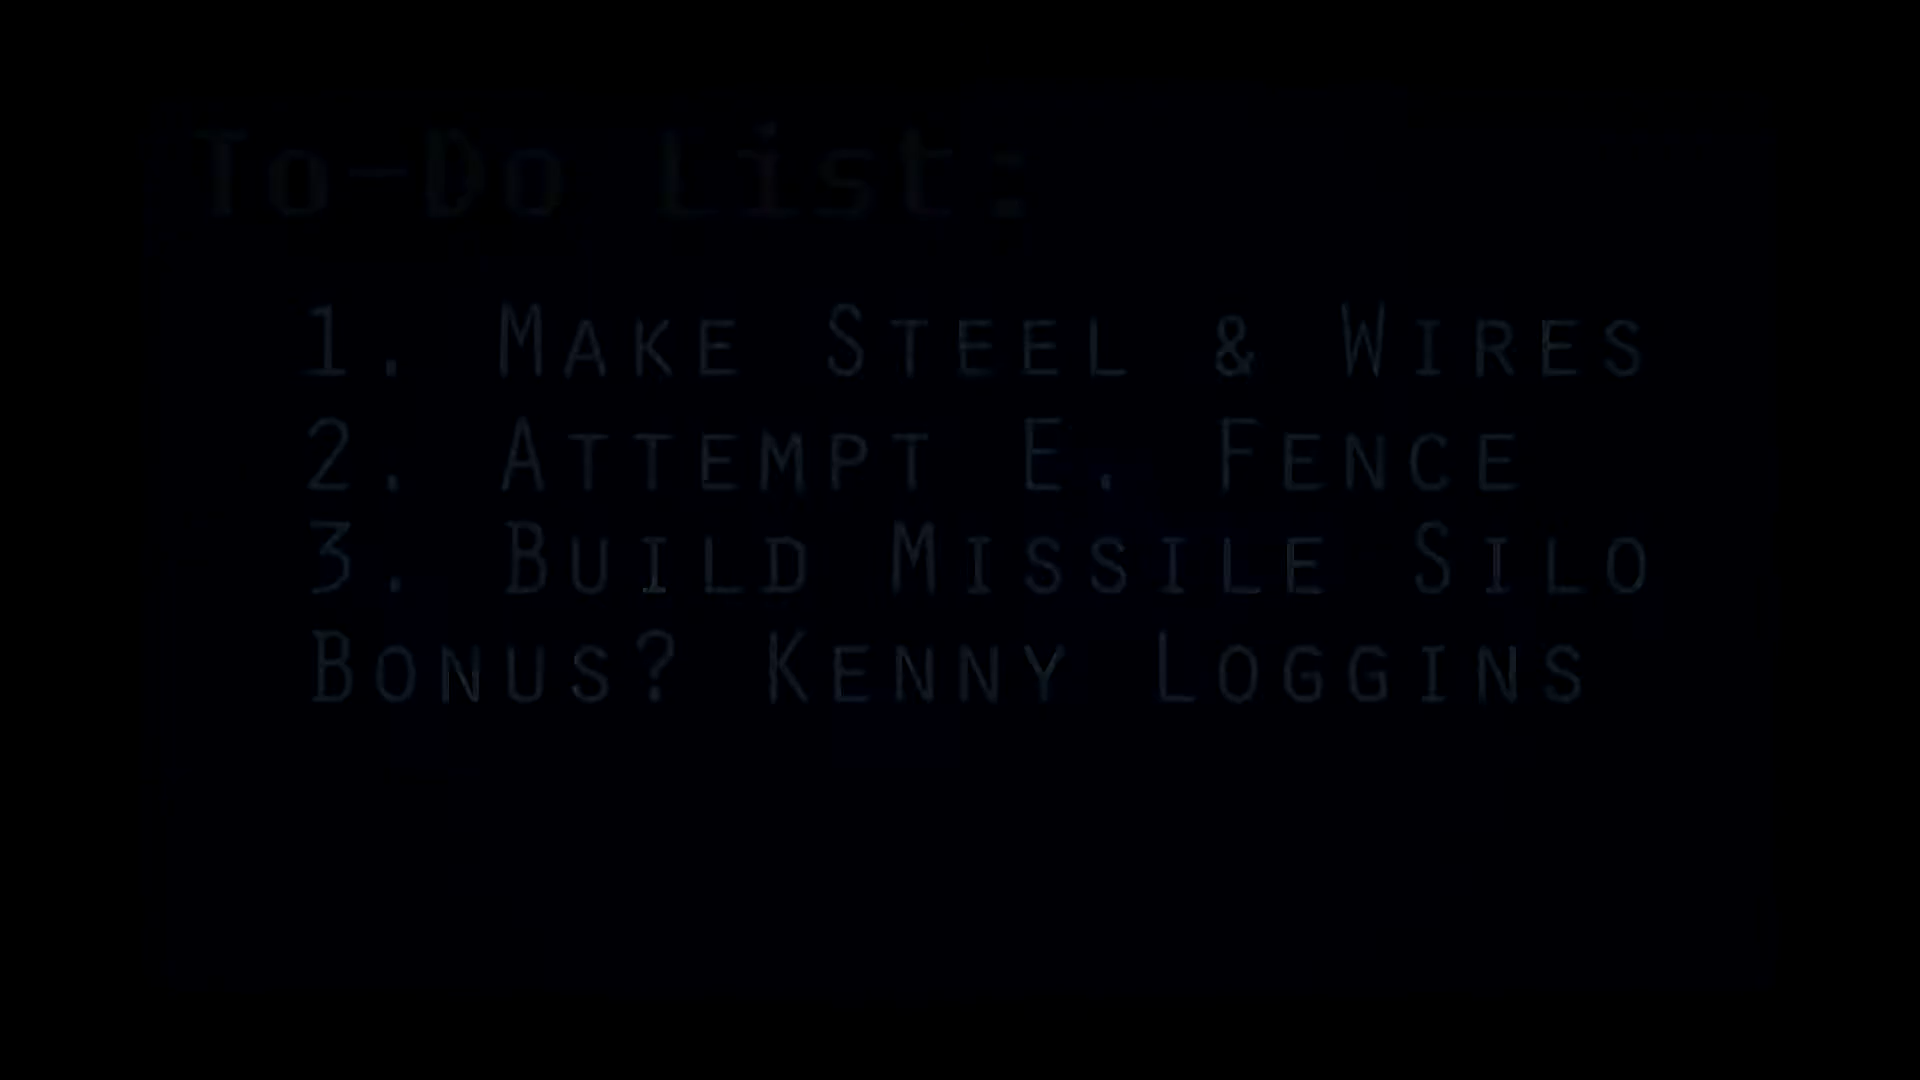 To-Do List:
1. Make Steel & Wires
2. Attempt E. Fence
3. Build Missile Silo
Bonus? Kenny Loggins